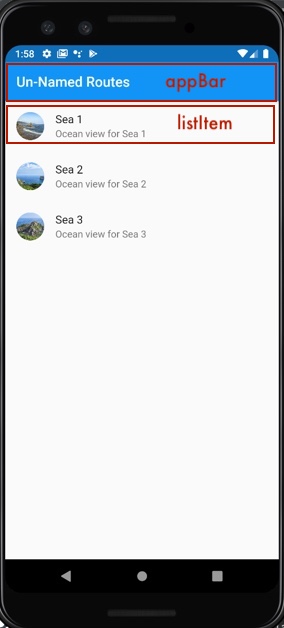 1:58
Un-Named Routes appBar
Sea 1
listItem
Ocean view for Sea 1
Sea 2
Ocean view for Sea 2
Sea 3
Ocean view for Sea 3